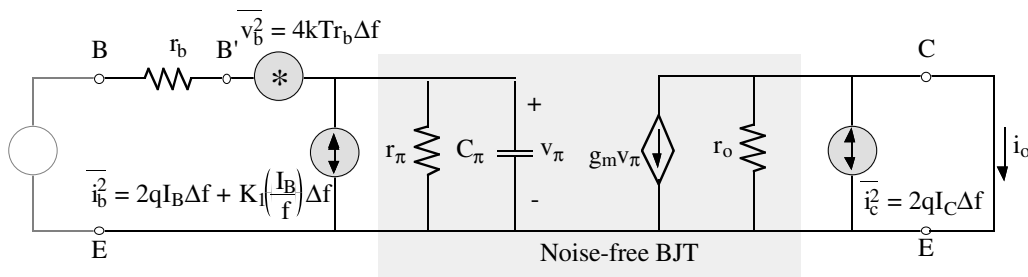 v_b^2 = 4kTr_bΔf
B
r_b
B'
*
C
r_π
C_π
+
v_π
-
g_mv_π
r_o
i_o
i_b^2 = 2qI_BΔf + K_1(I_B/f)Δf
i_c^2 = 2qI_CΔf
E
E
Noise-free BJT